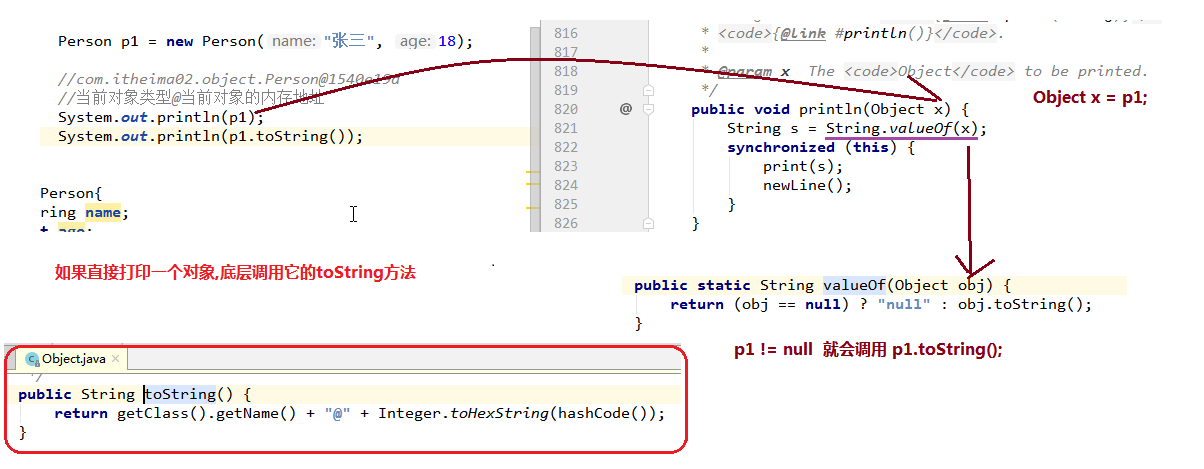 Person p1 = new Person( name: "张三", age: 18);
//com.itheima02.object.Person@1540e19d
//当前对象类型@当前对象的内存地址
System.out.println(p1);
System.out.println(p1.toString());
Person{
ring name;
t age;
816 * <code>{@link #println()}</code>.
817 *
818 * @param x The <code>Object</code> to be printed.
819 */
820 @ public void println(Object x) {
821 String s = String.valueOf(x);
822 synchronized (this) {
823 print(s);
824 newLine();
825 }
826 }
Object x = p1;
如果直接打印一个对象,底层调用它的toString方法
public static String valueOf(Object obj) {
return (obj == null) ? "null" : obj.toString();
}
p1 != null 就会调用 p1.toString();
Object.java ×
*/
public String toString() {
return getClass().getName() + "@" + Integer.toHexString(hashCode());
}